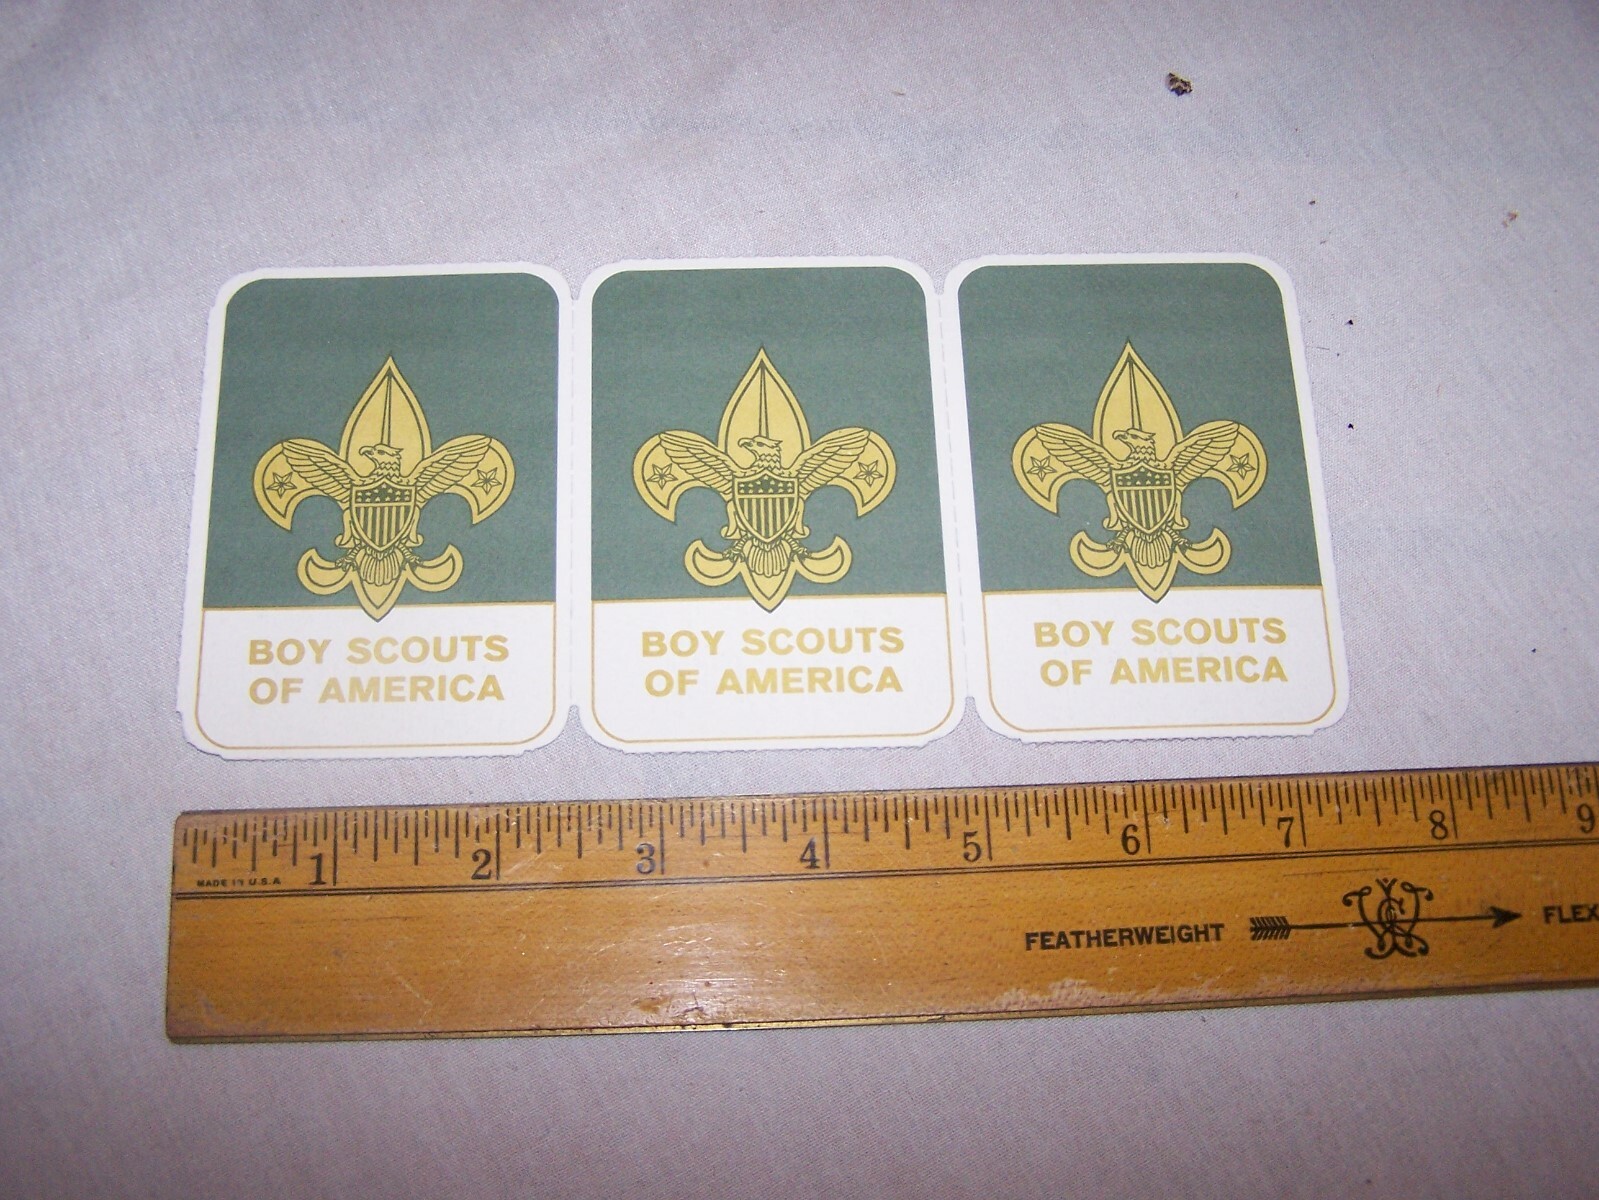 BOY SCOUTS
OF AMERICA
BOY SCOUTS
OF AMERICA
BOY SCOUTS
OF AMERICA
1 2 3 4 5 6 7 8 9
MADE IN U.S.A
FEATHERWEIGHT
FLEX